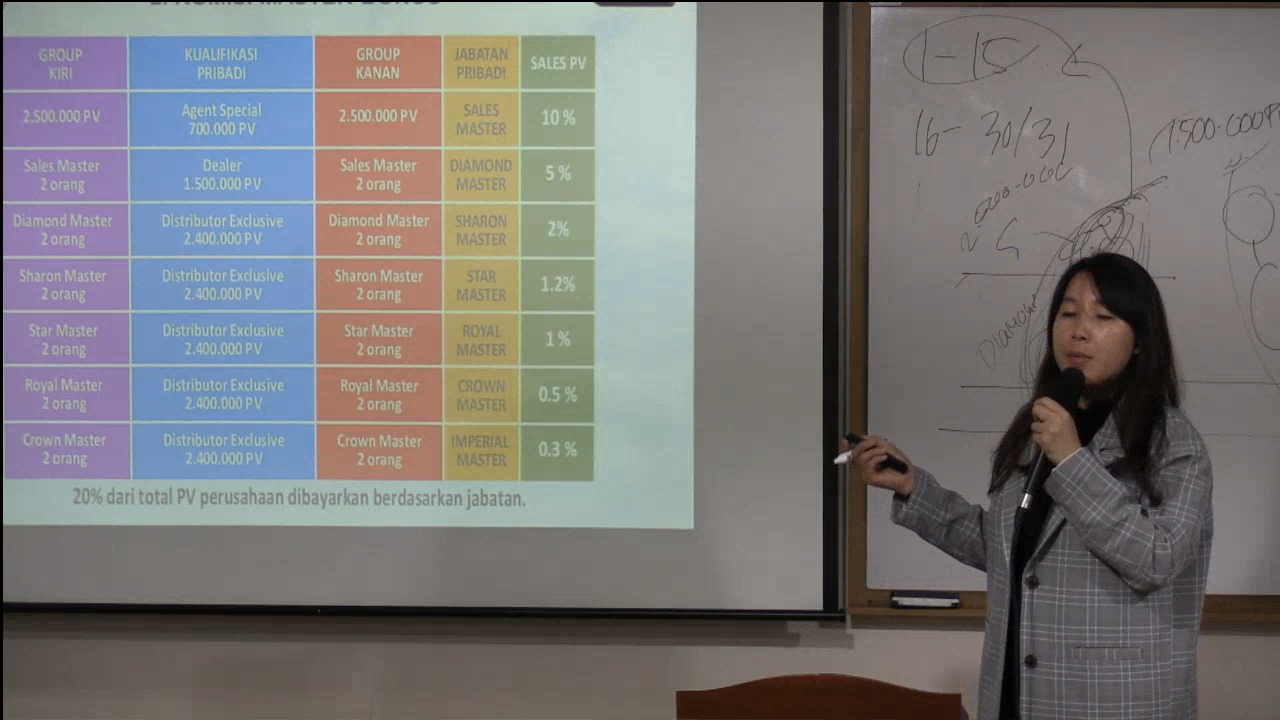 GROUP KUALIFIKASI GROUP JABATAN SALES PV
KIRI PRIBADI KANAN PRIBADI
2.500.000 PV Agent Special 2.500.000 PV SALES 10 %
700.000 PV MASTER
Sales Master Dealer Sales Master DIAMOND 5 %
2 orang 1.500.000 PV 2 orang MASTER
Diamond Master Distributor Exclusive Diamond Master SHARON 2%
2 orang 2.400.000 PV 2 orang MASTER
Sharon Master Distributor Exclusive Sharon Master STAR 1.2%
2 orang 2.400.000 PV 2 orang MASTER
Star Master Distributor Exclusive Star Master ROYAL 1 %
2 orang 2.400.000 PV 2 orang MASTER
Royal Master Distributor Exclusive Royal Master CROWN 0.5 %
2 orang 2.400.000 PV 2 orang MASTER
Crown Master Distributor Exclusive Crown Master IMPERIAL 0.3 %
2 orang 2.400.000 PV 2 orang MASTER
20% dari total PV perusahaan dibayarkan berdasarkan jabatan.
1-15
16- 30/31
1.500.000
DIAMOND